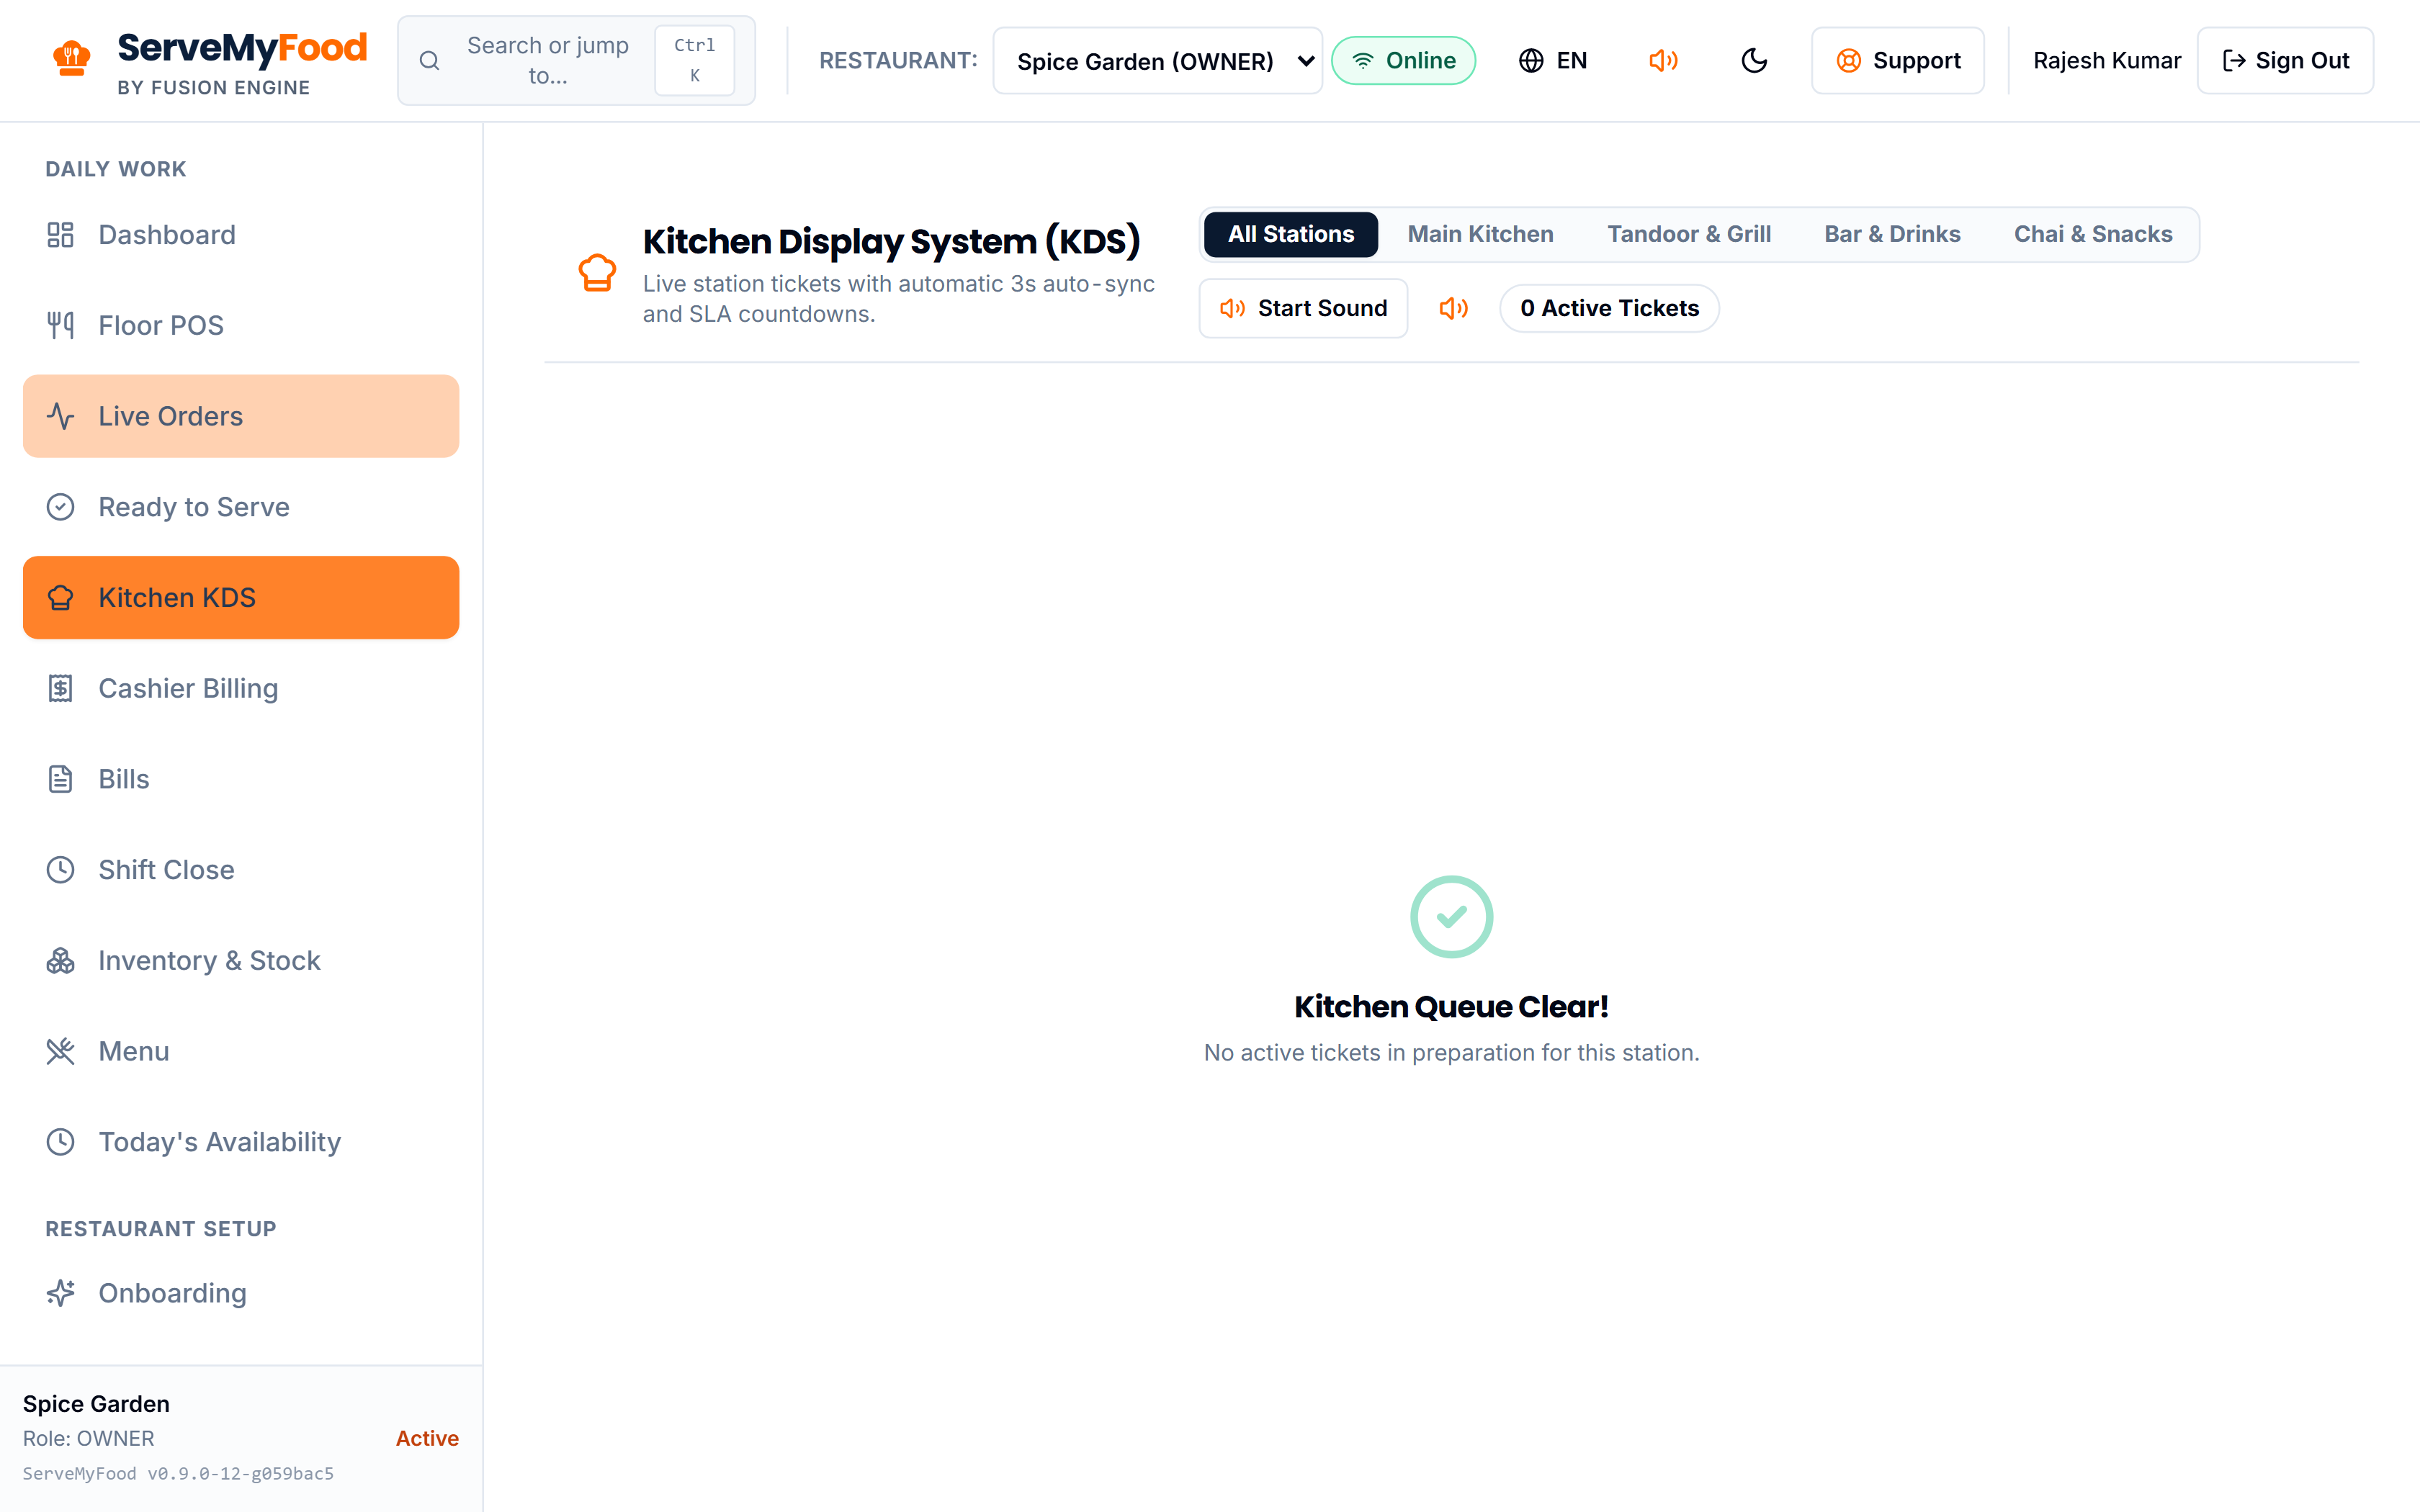 ServeMyFood
BY FUSION ENGINE
Search or jump to...
Ctrl K
RESTAURANT:
Spice Garden (OWNER)
Online
EN
Support
Rajesh Kumar
Sign Out
DAILY WORK
Dashboard
Floor POS
Live Orders
Ready to Serve
Kitchen KDS
Cashier Billing
Bills
Shift Close
Inventory & Stock
Menu
Today's Availability
RESTAURANT SETUP
Onboarding
Spice Garden
Role: OWNER
Active
ServeMyFood v0.9.0-12-g059bac5
Kitchen Display System (KDS)
Live station tickets with automatic 3s auto-sync
and SLA countdowns.
All Stations
Main Kitchen
Tandoor & Grill
Bar & Drinks
Chai & Snacks
Start Sound
0 Active Tickets
Kitchen Queue Clear!
No active tickets in preparation for this station.